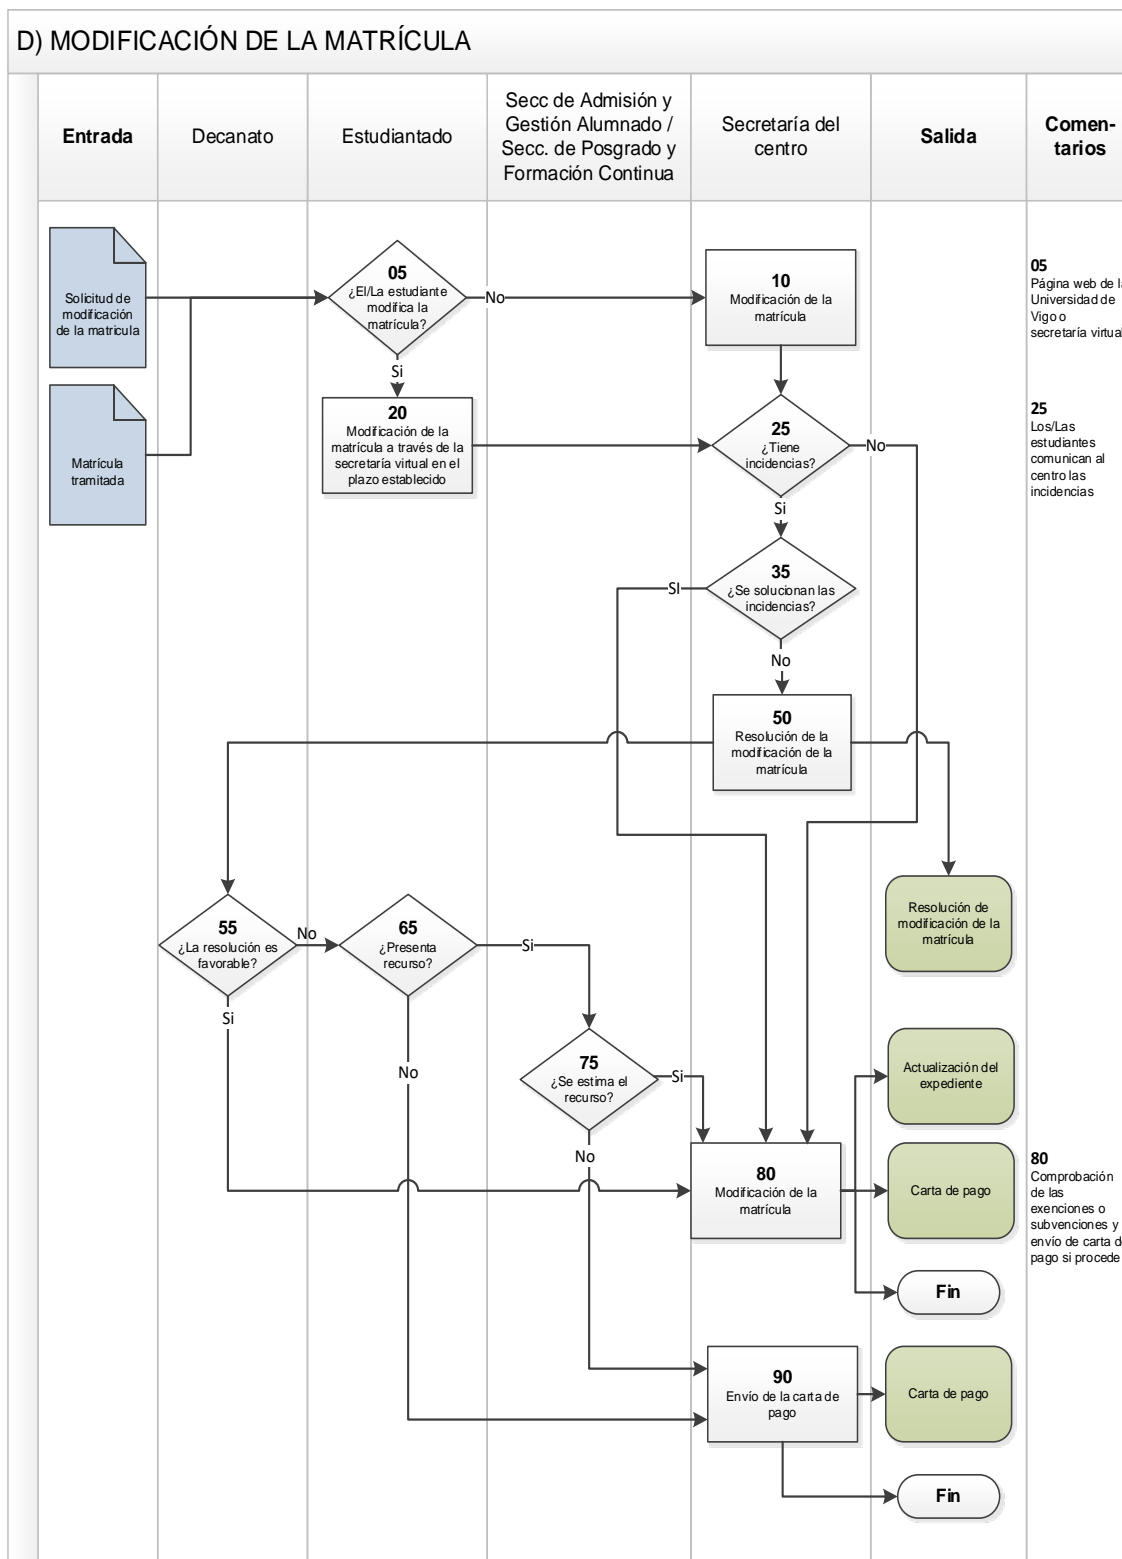 D) MODIFICACIÓN DE LA MATRÍCULA
Entrada
Decanato
Estudiantado
Secc de Admisión y
Gestión Alumnado /
Secc. de Posgrado y
Formación Continua
Secretaría del
centro
Salida
Comen-
tarios
Solicitud de
modificación
de la matricula
05
¿El/La estudiante
modifica la
matrícula?
No
10
Modificación de la
matrícula
05
Página web de l
Universidad de
Vigo o
secretaría virtual
Si
Matrícula
tramitada
20
Modificación de la
matrícula a través de la
secretaría virtual en el
plazo establecido
25
¿Tiene
incidencias?
No
25
Los/Las
estudiantes
comunican al
centro las
incidencias
Si
35
¿Se solucionan las
incidencias?
SI
No
50
Resolución de la
modificación de la
matrícula
Resolución de
modificación de la
matrícula
55
¿La resolución es
favorable?
No
65
¿Presenta
recurso?
Si
Si
No
75
¿Se estima el
recurso?
Si
No
Actualización del
expediente
80
Modificación de la
matrícula
Carta de pago
80
Comprobación
de las
exenciones o
subvenciones y
envío de carta d
pago si procede
Fin
90
Envío de la carta de
pago
Carta de pago
Fin